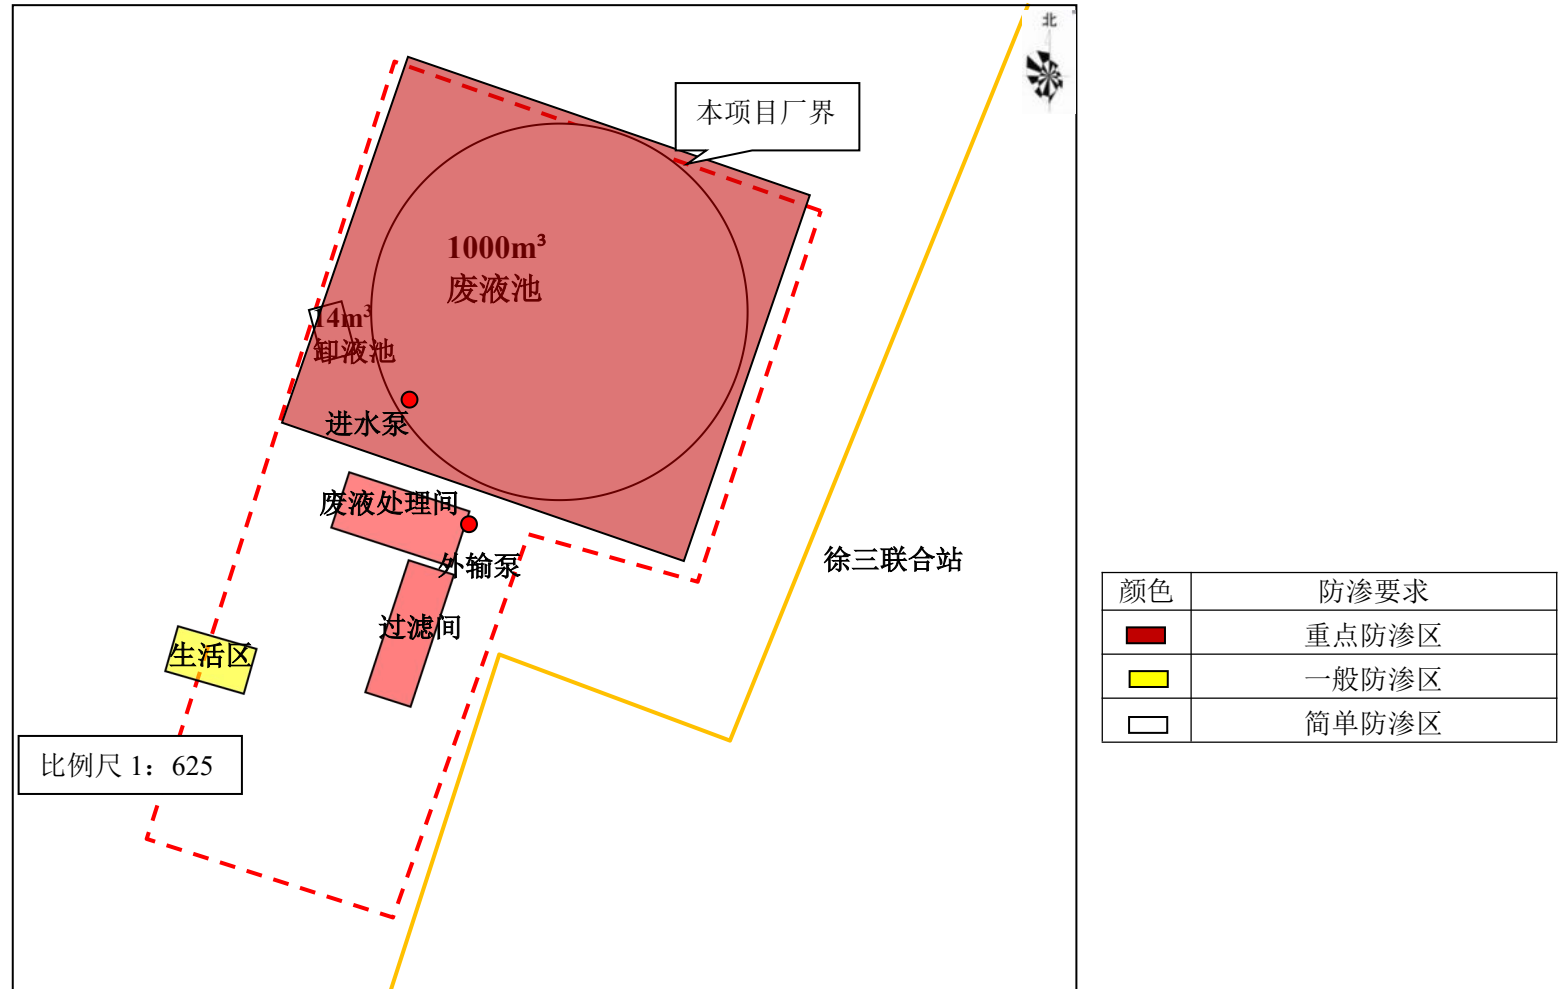 北
本项目厂界
1000m³
废液池
14m³
卸液池
进水泵
废液处理间
外输泵
徐三联合站
过滤间
生活区
比例尺 1：625
颜色 防渗要求
重点防渗区
一般防渗区
简单防渗区